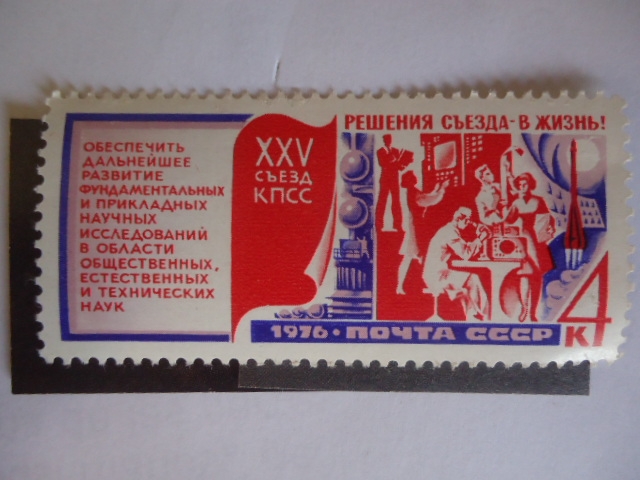 РЕШЕНИЯ СЪЕЗДА - В ЖИЗНЬ!
ОБЕСПЕЧИТЬ
ДАЛЬНЕЙШЕЕ
РАЗВИТИЕ
ФУНДАМЕНТАЛЬНЫХ
И ПРИКЛАДНЫХ
НАУЧНЫХ
ИССЛЕДОВАНИЙ
В ОБЛАСТИ
ОБЩЕСТВЕННЫХ,
ЕСТЕСТВЕННЫХ
И ТЕХНИЧЕСКИХ
НАУК
XXV
СЪЕЗД
КПСС
1976 • ПОЧТА СССР
4 К